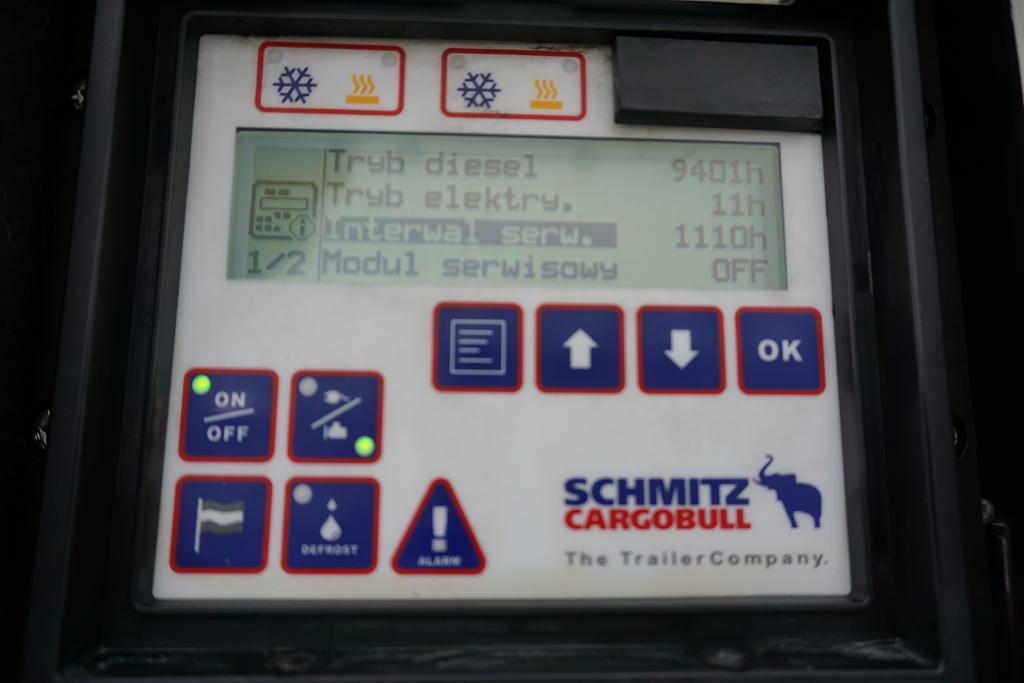 Tryb diesel 9401h
Tryb elektry. 11h
Interwal serw. 1110h
1/2 Modul serwisowy OFF
OK
ON
OFF
DEFROST
ALARM
SCHMITZ
CARGOBULL
The TrailerCompany.